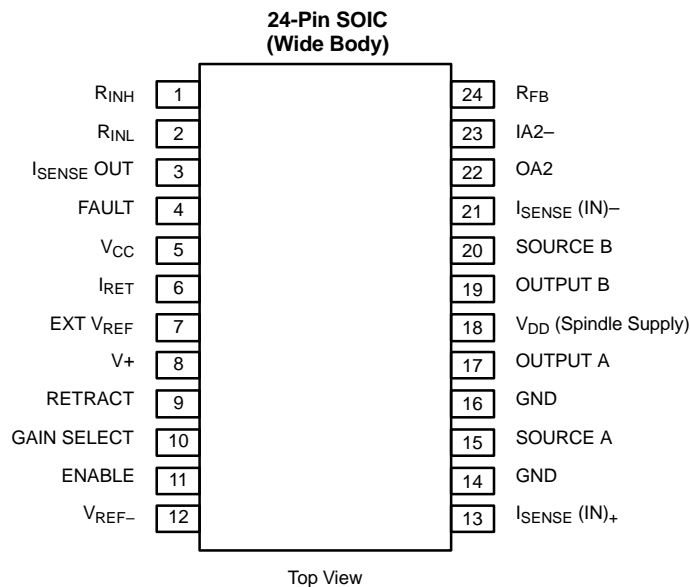 24-Pin SOIC
(Wide Body)
RINH 1 24 RFB
RINL 2 23 IA2–
ISENSE OUT 3 22 OA2
FAULT 4 21 ISENSE (IN)–
VCC 5 20 SOURCE B
IRET 6 19 OUTPUT B
EXT VREF 7 18 VDD (Spindle Supply)
V+ 8 17 OUTPUT A
RETRACT 9 16 GND
GAIN SELECT 10 15 SOURCE A
ENABLE 11 14 GND
VREF– 12 13 ISENSE (IN)+
Top View